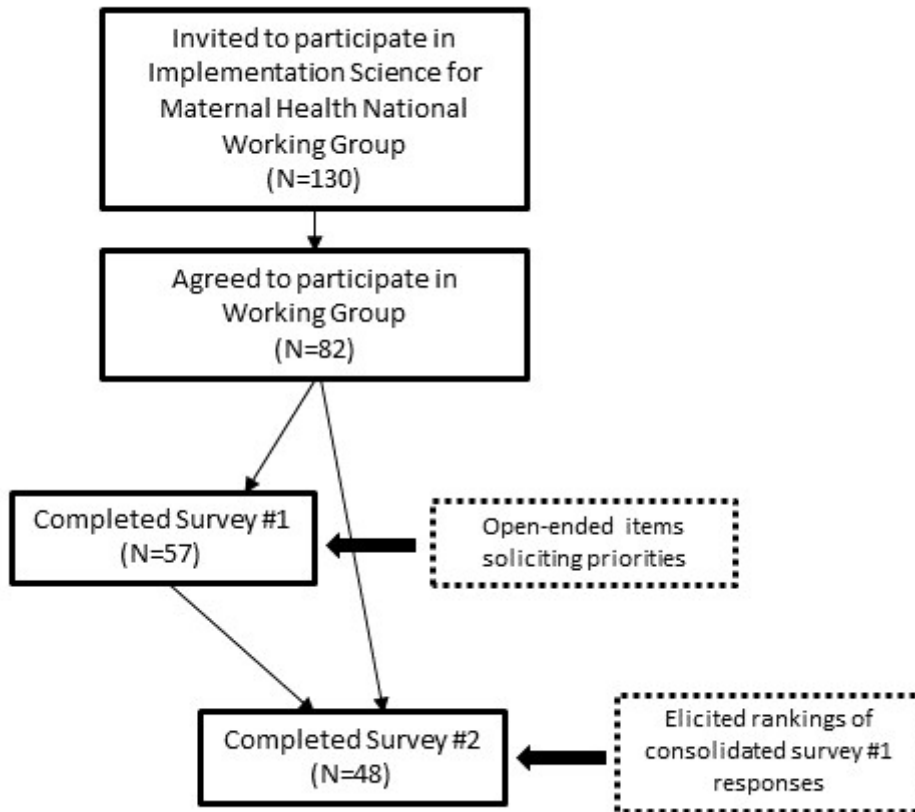 Invited to participate in
Implementation Science for
Maternal Health National
Working Group
(N=130)
Agreed to participate in
Working Group
(N=82)
Completed Survey #1
(N=57)
Open-ended items
soliciting priorities
Completed Survey #2
(N=48)
Elicited rankings of
consolidated survey #1
responses